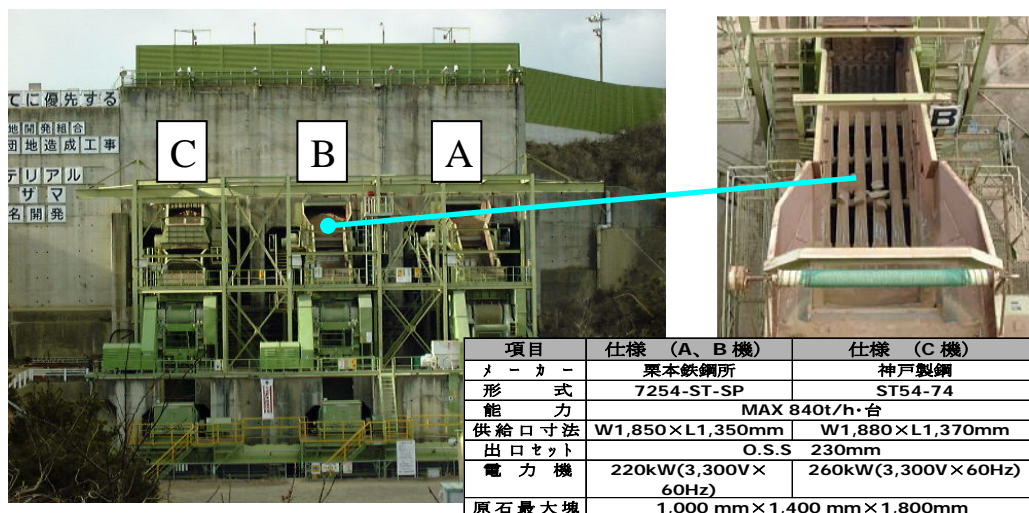 てに優先する
地開発組合
団地造成工事
テリアル
ザマ
名開発
C
B
A
B
項目 仕様 (A、B機) 仕様 (C機)
メーカー 栗本鉄鋼所 神戸製鋼
形式 7254-ST-SP ST54-74
能力 MAX 840t/h・台
供給口寸法 W1,850×L1,350mm W1,880×L1,370mm
出口セット O.S.S 230mm
電力機 220kW(3,300V×60Hz) 260kW(3,300V×60Hz)
原石最大塊 1,000 mm×1,400 mm×1,800mm